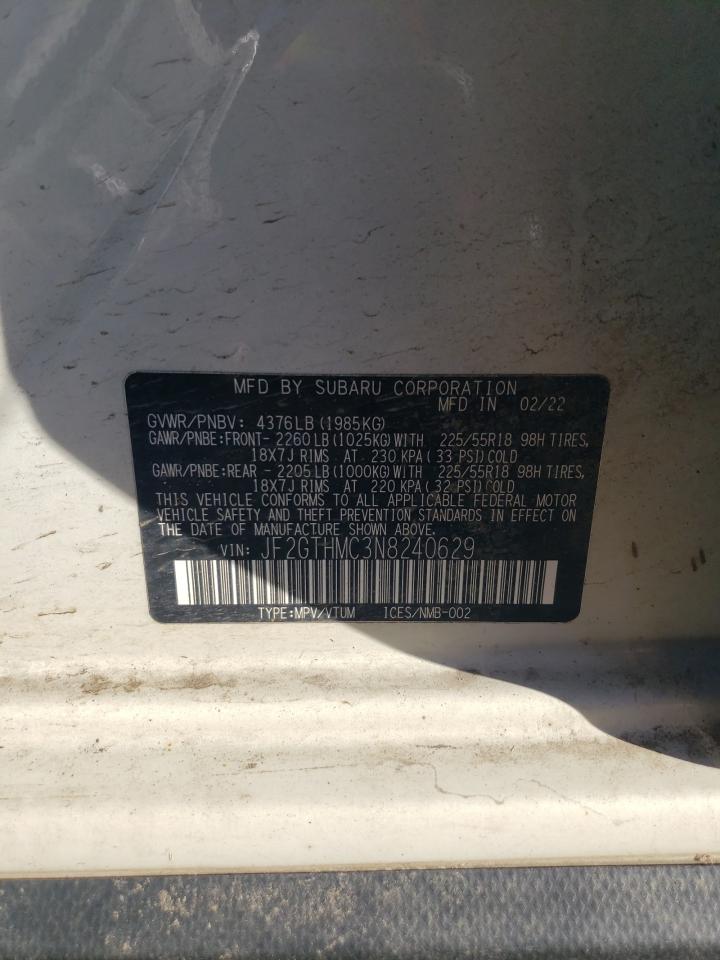 MFD BY SUBARU CORPORATION
MFD IN 02/22
GVWR/PNBV: 4376LB(1985KG)
GAWR/PNBE:FRONT- 2260LB(1025KG)WITH 225/55R18 98H TIRES,
18X7J RIMS AT 230 KPA(33 PSI)COLD
GAWR/PNBE:REAR - 2205LB(1000KG)WITH 225/55R18 98H TIRES,
18X7J RIMS AT 220 KPA(32 PSI)COLD
THIS VEHICLE CONFORMS TO ALL APPLICABLE FEDERAL MOTOR
VEHICLE SAFETY AND THEFT PREVENTION STANDARDS IN EFFECT ON
THE DATE OF MANUFACTURE SHOWN ABOVE.
VIN: JF2GTHMC3N8240629
TYPE:MPV/VTUM ICES/NMB-002